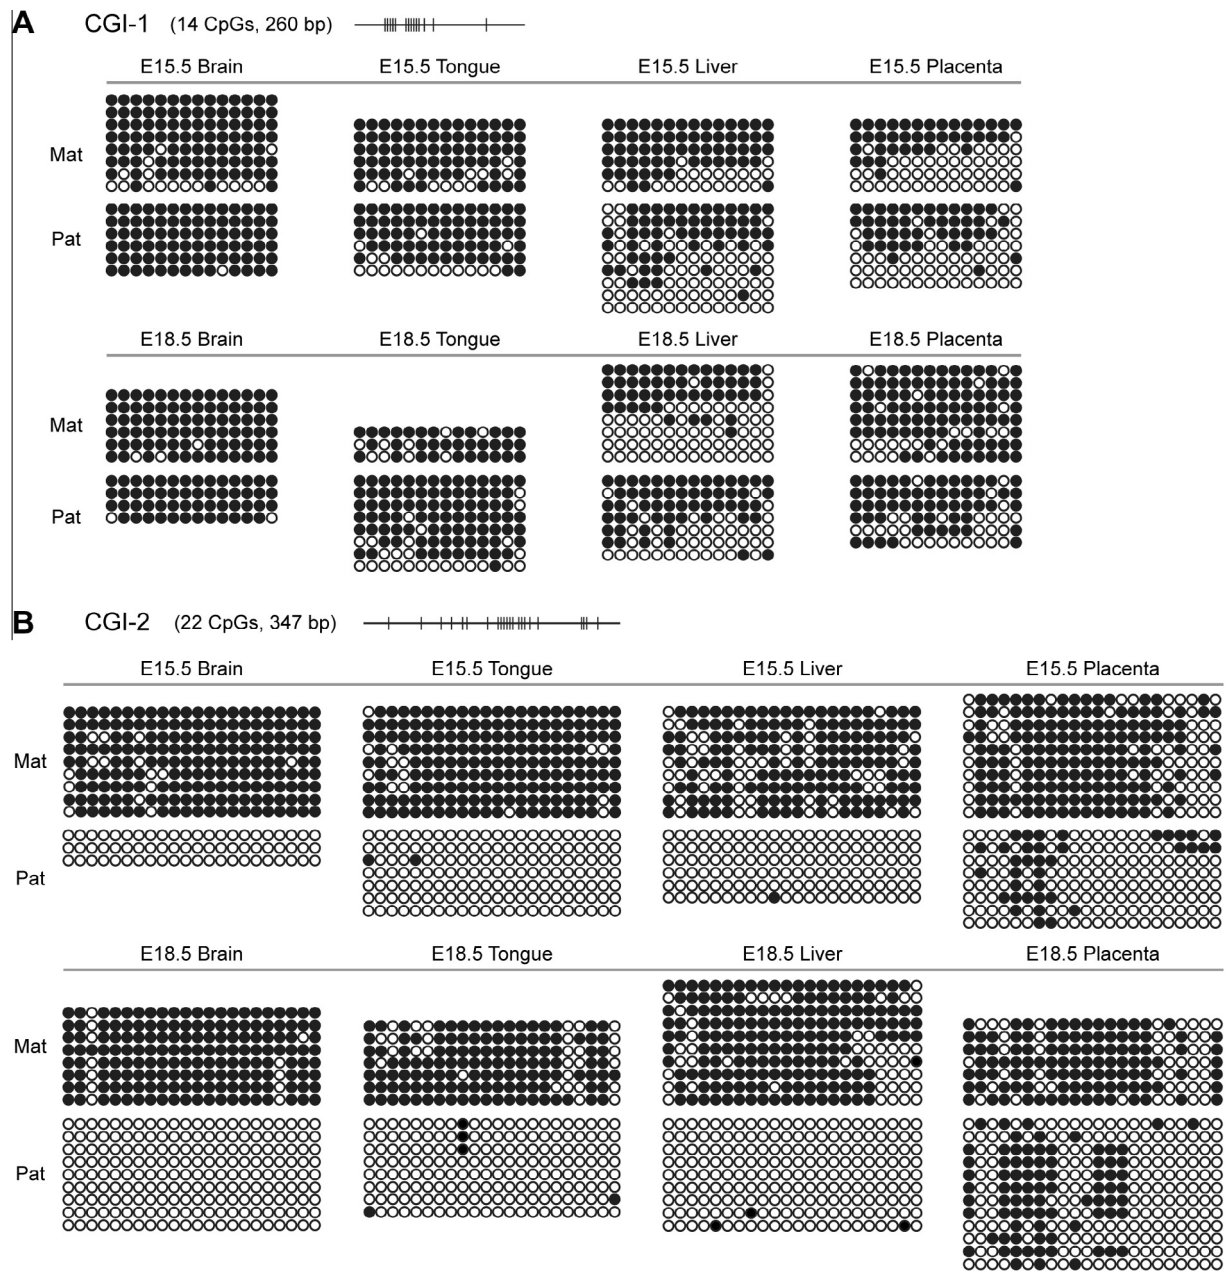 A CGI-1 (14 CpGs, 260 bp)
E15.5 Brain E15.5 Tongue E15.5 Liver E15.5 Placenta
Mat
Pat
E18.5 Brain E18.5 Tongue E18.5 Liver E18.5 Placenta
Mat
Pat
B CGI-2 (22 CpGs, 347 bp)
E15.5 Brain E15.5 Tongue E15.5 Liver E15.5 Placenta
Mat
Pat
E18.5 Brain E18.5 Tongue E18.5 Liver E18.5 Placenta
Mat
Pat